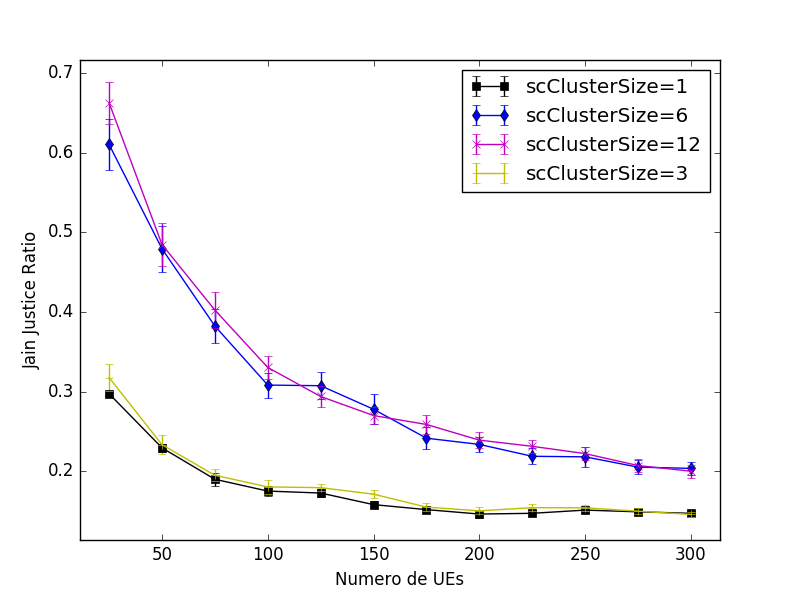 0.7
0.6
0.5
0.4
0.3
0.2
Jain Justice Ratio
scClusterSize=1
scClusterSize=6
scClusterSize=12
scClusterSize=3
50 100 150 200 250 300
Numero de UEs